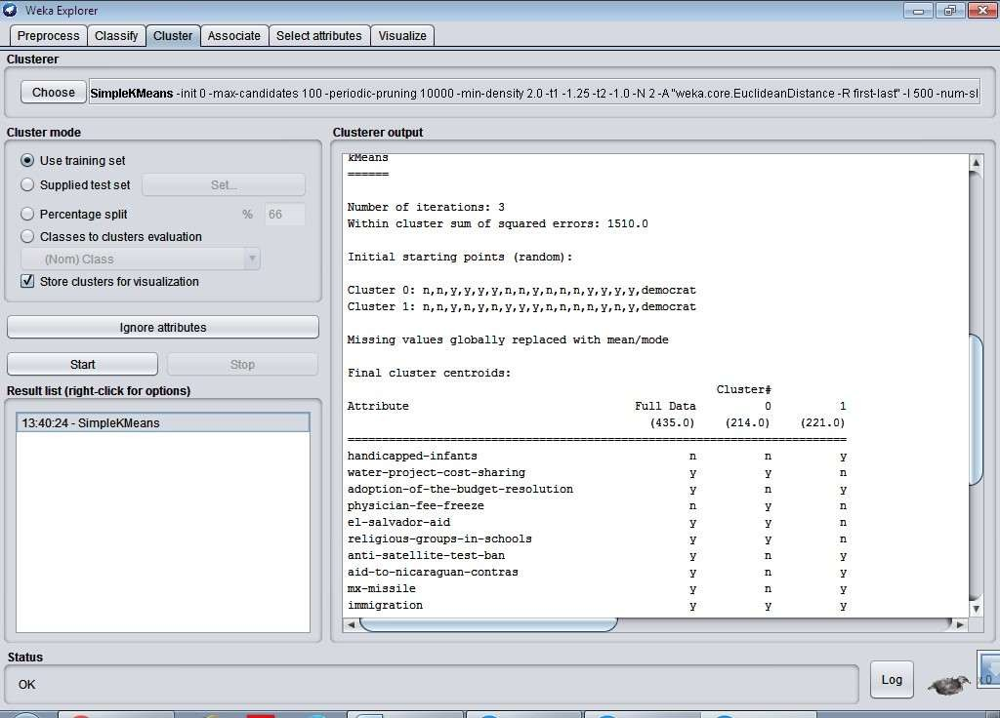 Weka Explorer
Preprocess Classify Cluster Associate Select attributes Visualize
Clusterer
Choose SimpleKMeans -init 0 -max-candidates 100 -periodic-pruning 10000 -min-density 2.0 -t1 -1.25 -t2 -1.0 -N 2 -A "weka.core.EuclideanDistance -R first-last" -I 500 -num-sl
Cluster mode
Use training set
Supplied test set Set...
Percentage split % 66
Classes to clusters evaluation
(Nom) Class
Store clusters for visualization
Ignore attributes
Start Stop
Result list (right-click for options)
13:40:24 - SimpleKMeans
Clusterer output
kMeans
======
Number of iterations: 3
Within cluster sum of squared errors: 1510.0
Initial starting points (random):
Cluster 0: n,n,y,y,y,y,n,n,y,n,n,n,y,y,y,y,democrat
Cluster 1: n,n,y,n,y,n,y,y,y,n,n,n,n,y,n,y,democrat
Missing values globally replaced with mean/mode
Final cluster centroids:
Cluster#
Attribute Full Data 0 1
(435.0) (214.0) (221.0)
handicapped-infants n n y
water-project-cost-sharing y y n
adoption-of-the-budget-resolution y n y
physician-fee-freeze n y n
el-salvador-aid y y n
religious-groups-in-schools y y n
anti-satellite-test-ban y n y
aid-to-nicaraguan-contras y n y
mx-missile y n y
immigration y y y
Status
OK
Log x 0